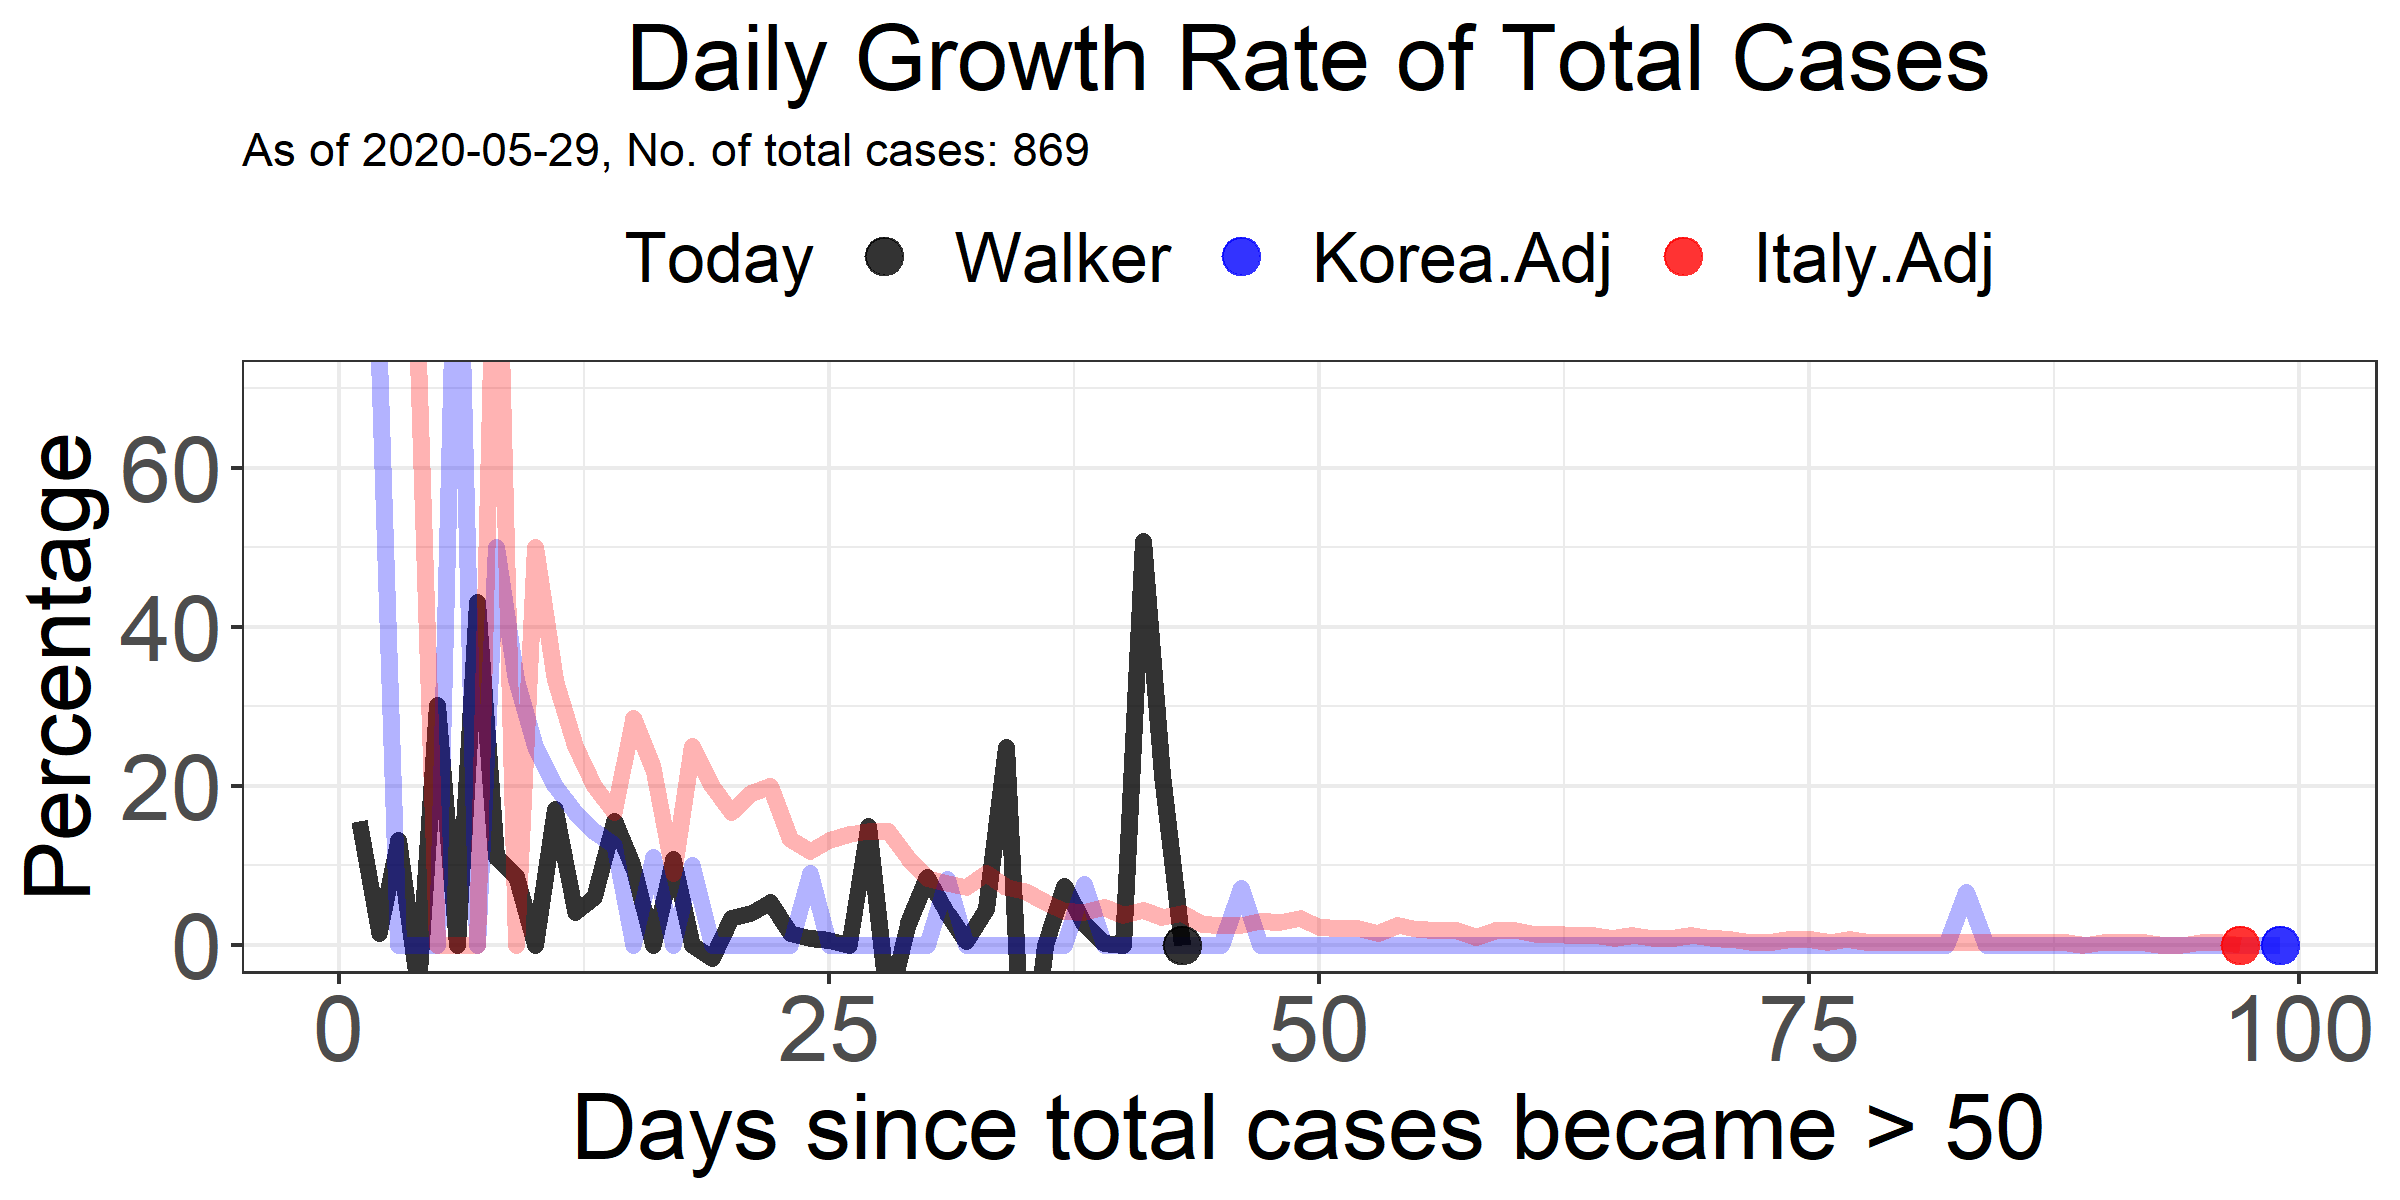 Daily Growth Rate of Total Cases
As of 2020-05-29, No. of total cases: 869
Today Walker Korea.Adj Italy.Adj
Percentage
60
40
20
0
0 25 50 75 100
Days since total cases became > 50